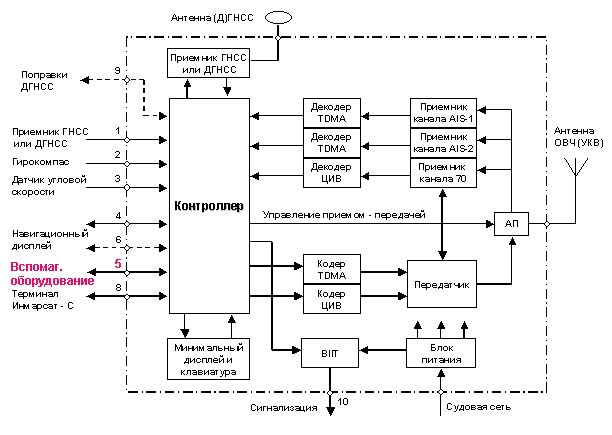 Антенна (Д)ГНСС
Приемник ГНСС
или ДГНСС
Поправки
ДГНСС
9
Декодер
TDMA
Приемник
канала AIS-1
Приемник ГНСС
или ДГНСС
1
Декодер
TDMA
Приемник
канала AIS-2
Антенна
ОВЧ (УКВ)
Гирокомпас
2
Декодер
ЦИВ
Приемник
канала 70
Датчик угловой
скорости
3
Контроллер
4
Управление приемом - передачей
АП
Навигационный
дисплей
6
Вспомаг.
оборудование
5
Кодер
TDMA
Передатчик
Терминал
Инмарсат - С
8
Кодер
ЦИВ
Минимальный
дисплей и
клавиатура
BIIT
Блок
питания
Сигнализация
10
Судовая сеть